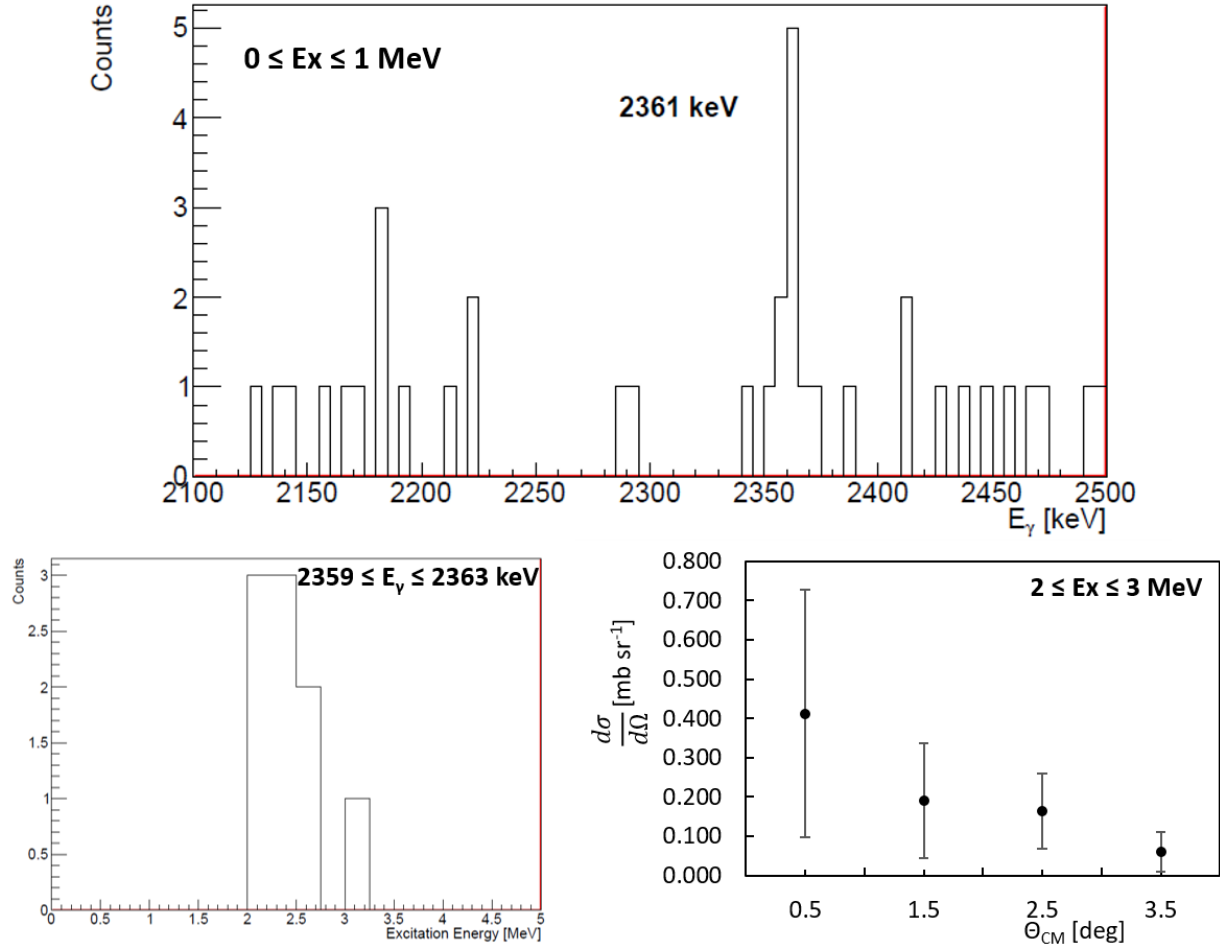 Counts
0 ≤ Ex ≤ 1 MeV
2361 keV
5
4
3
2
1
0
2100 2150 2200 2250 2300 2350 2400 2450 2500
Eγ [keV]
Counts
2359 ≤ Eγ ≤ 2363 keV
3
2.5
2
1.5
1
0.5
0
0 0.5 1 1.5 2 2.5 3 3.5 4 4.5 5
Excitation Energy [MeV]
dσ/dΩ [mb sr⁻¹]
2 ≤ Ex ≤ 3 MeV
0.800
0.700
0.600
0.500
0.400
0.300
0.200
0.100
0.000
0.5 1.5 2.5 3.5
ΘCM [deg]